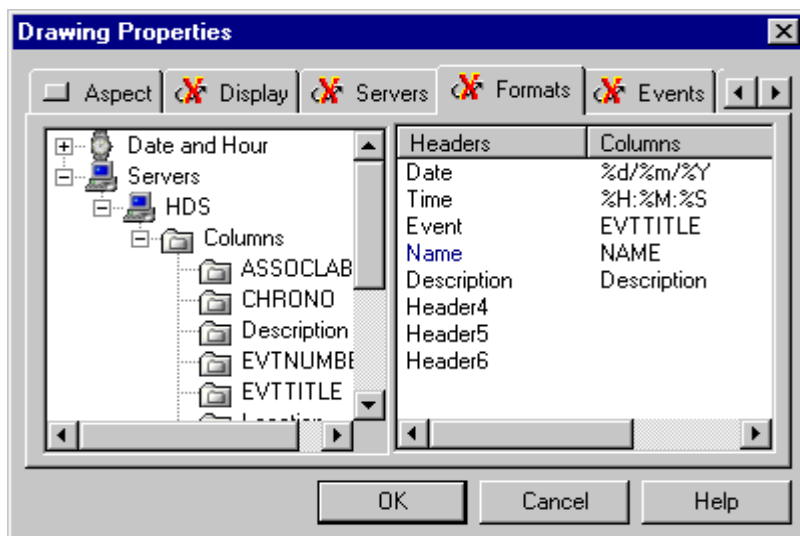 Drawing Properties
Aspect Display Servers Formats Events
Date and Hour
Servers
HDS
Columns
ASSOCLAB
CHRONO
Description
EVTNUMBE
EVTTITLE
Location
Headers Columns
Date %d/%m/%Y
Time %H:%M:%S
Event EVTTITLE
Name NAME
Description Description
Header4
Header5
Header6
OK Cancel Help